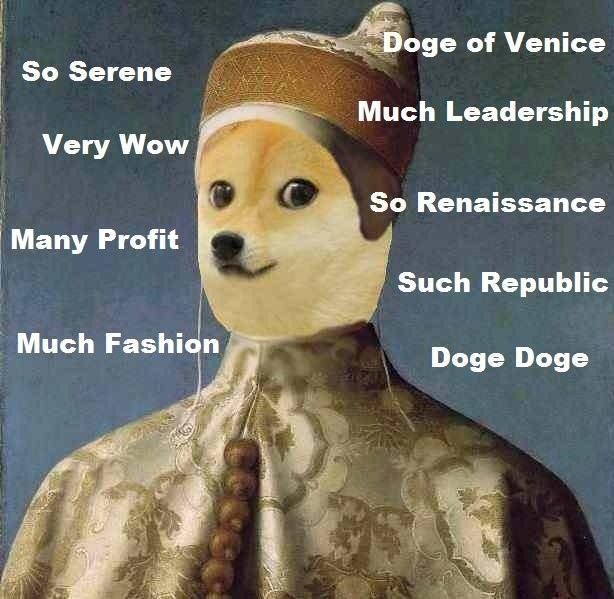 Doge of Venice
So Serene
Much Leadership
Very Wow
So Renaissance
Many Profit
Such Republic
Much Fashion
Doge Doge